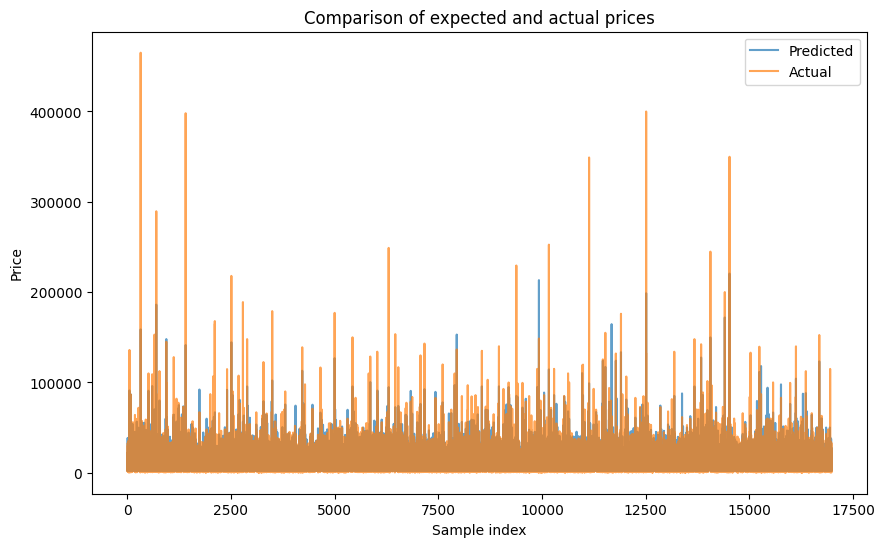 Comparison of expected and actual prices
Predicted
Actual
400000
300000
200000
100000
0
Price
0
2500
5000
7500
10000
12500
15000
17500
Sample index